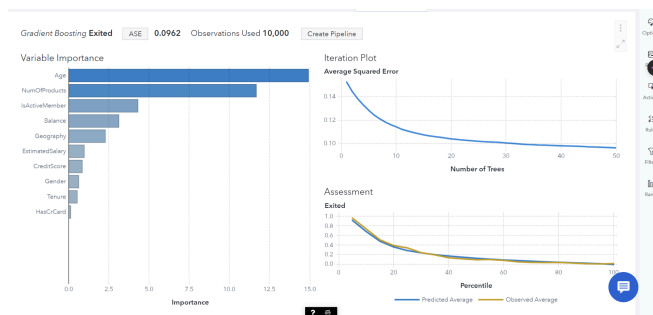 Gradient Boosting Exited ASE 0.0962 Observations Used 10,000 Create Pipeline
Variable Importance
Age
NumOfProducts
IsActiveMember
Balance
Geography
EstimatedSalary
CreditScore
Gender
Tenure
HasCrCard
0.0 2.5 5.0 7.5 10.0 12.5 15.0
Importance
Iteration Plot
Average Squared Error
0.14
0.12
0.10
0 10 20 30 40 50
Number of Trees
Assessment
Exited
1.0
0.8
0.6
0.4
0.2
0.0
0 20 40 60 80 100
Percentile
Predicted Average Observed Average
?